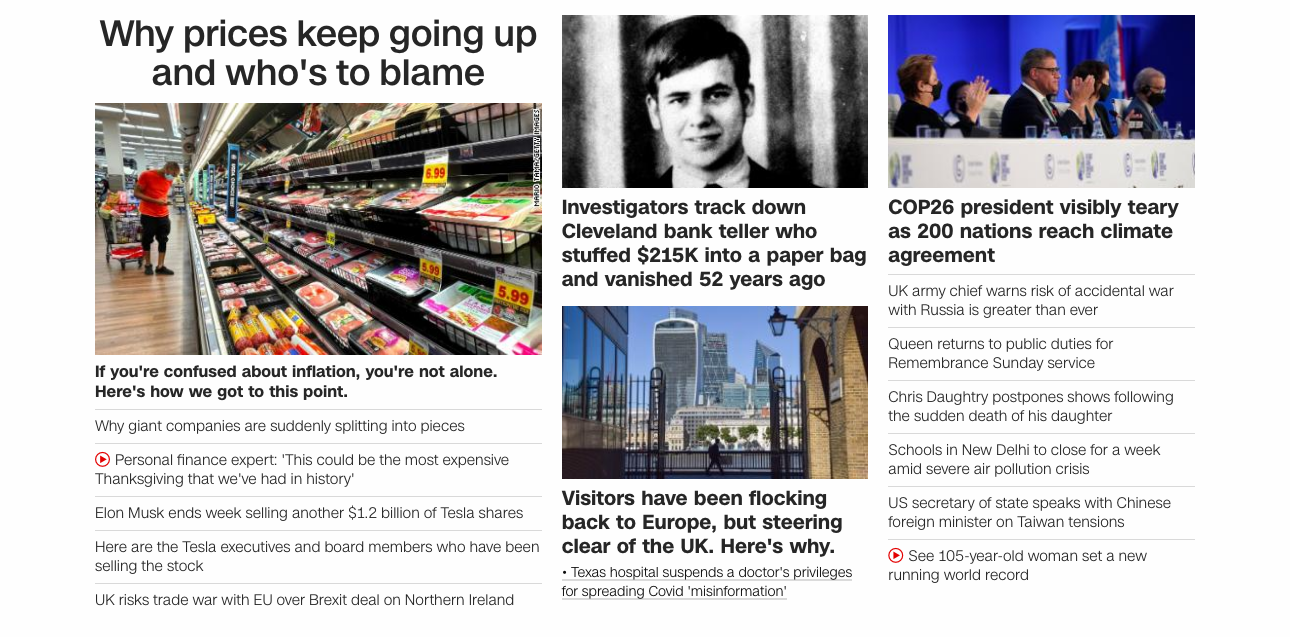 Why prices keep going up
and who's to blame
6.99
5.99
5.99
MARIO TAMA/GETTY IMAGES
If you're confused about inflation, you're not alone.
Here's how we got to this point.
Why giant companies are suddenly splitting into pieces
Personal finance expert: 'This could be the most expensive
Thanksgiving that we've had in history'
Elon Musk ends week selling another $1.2 billion of Tesla shares
Here are the Tesla executives and board members who have been
selling the stock
UK risks trade war with EU over Brexit deal on Northern Ireland
Investigators track down
Cleveland bank teller who
stuffed $215K into a paper bag
and vanished 52 years ago
Visitors have been flocking
back to Europe, but steering
clear of the UK. Here's why.
• Texas hospital suspends a doctor's privileges
for spreading Covid 'misinformation'
COP26 president visibly teary
as 200 nations reach climate
agreement
UK army chief warns risk of accidental war
with Russia is greater than ever
Queen returns to public duties for
Remembrance Sunday service
Chris Daughtry postpones shows following
the sudden death of his daughter
Schools in New Delhi to close for a week
amid severe air pollution crisis
US secretary of state speaks with Chinese
foreign minister on Taiwan tensions
See 105-year-old woman set a new
running world record